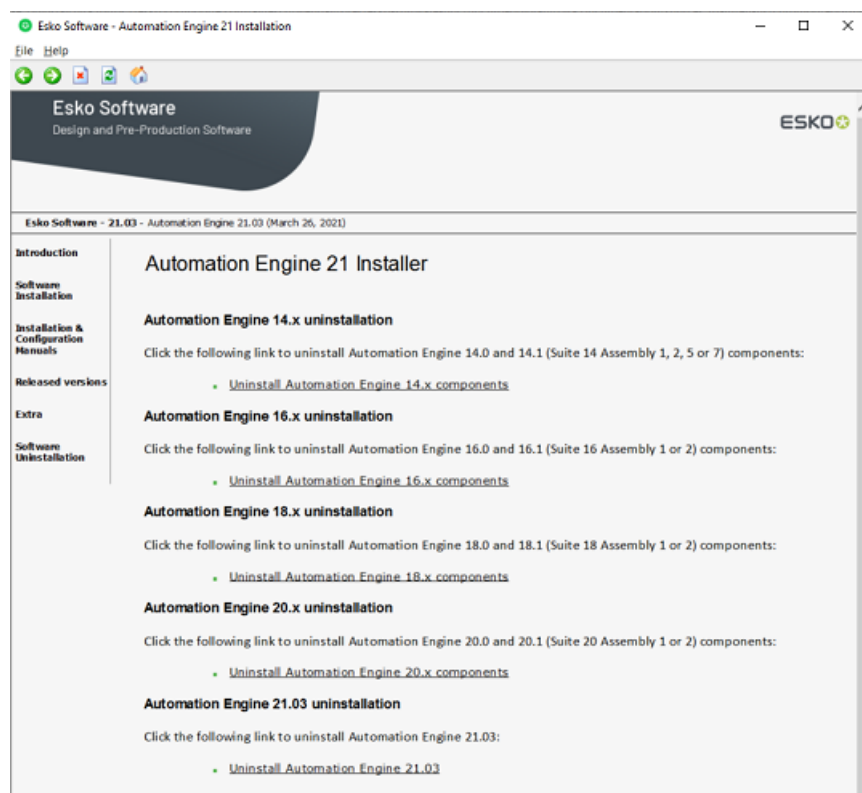 Esko Software - Automation Engine 21 Installation
File Help
Esko Software
Design and Pre-Production Software
ESKO
Esko Software - 21.03 - Automation Engine 21.03 (March 26, 2021)
Introduction
Software
Installation
Installation &
Configuration
Manuals
Released versions
Extra
Software
Uninstallation
Automation Engine 21 Installer
Automation Engine 14.x uninstallation
Click the following link to uninstall Automation Engine 14.0 and 14.1 (Suite 14 Assembly 1, 2, 5 or 7) components:
Uninstall Automation Engine 14.x components
Automation Engine 16.x uninstallation
Click the following link to uninstall Automation Engine 16.0 and 16.1 (Suite 16 Assembly 1 or 2) components:
Uninstall Automation Engine 16.x components
Automation Engine 18.x uninstallation
Click the following link to uninstall Automation Engine 18.0 and 18.1 (Suite 18 Assembly 1 or 2) components:
Uninstall Automation Engine 18.x components
Automation Engine 20.x uninstallation
Click the following link to uninstall Automation Engine 20.0 and 20.1 (Suite 20 Assembly 1 or 2) components:
Uninstall Automation Engine 20.x components
Automation Engine 21.03 uninstallation
Click the following link to uninstall Automation Engine 21.03:
Uninstall Automation Engine 21.03